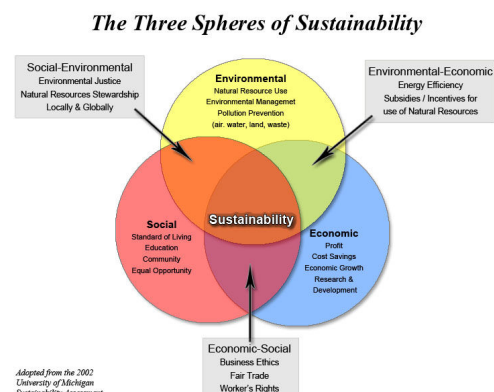 The Three Spheres of Sustainability
Social-Environmental
Environmental Justice
Natural Resources Stewardship
Locally & Globally
Environmental
Natural Resource Use
Environmental Managemet
Pollution Prevention
(air. water, land, waste)
Environmental-Economic
Energy Efficiency
Subsidies / Incentives for
use of Natural Resources
Sustainability
Social
Standard of Living
Education
Community
Equal Opportunity
Economic
Profit
Cost Savings
Economic Growth
Research &
Development
Economic-Social
Business Ethics
Fair Trade
Worker's Rights
Adopted from the 2002
University of Michigan
Sustainability Assessment